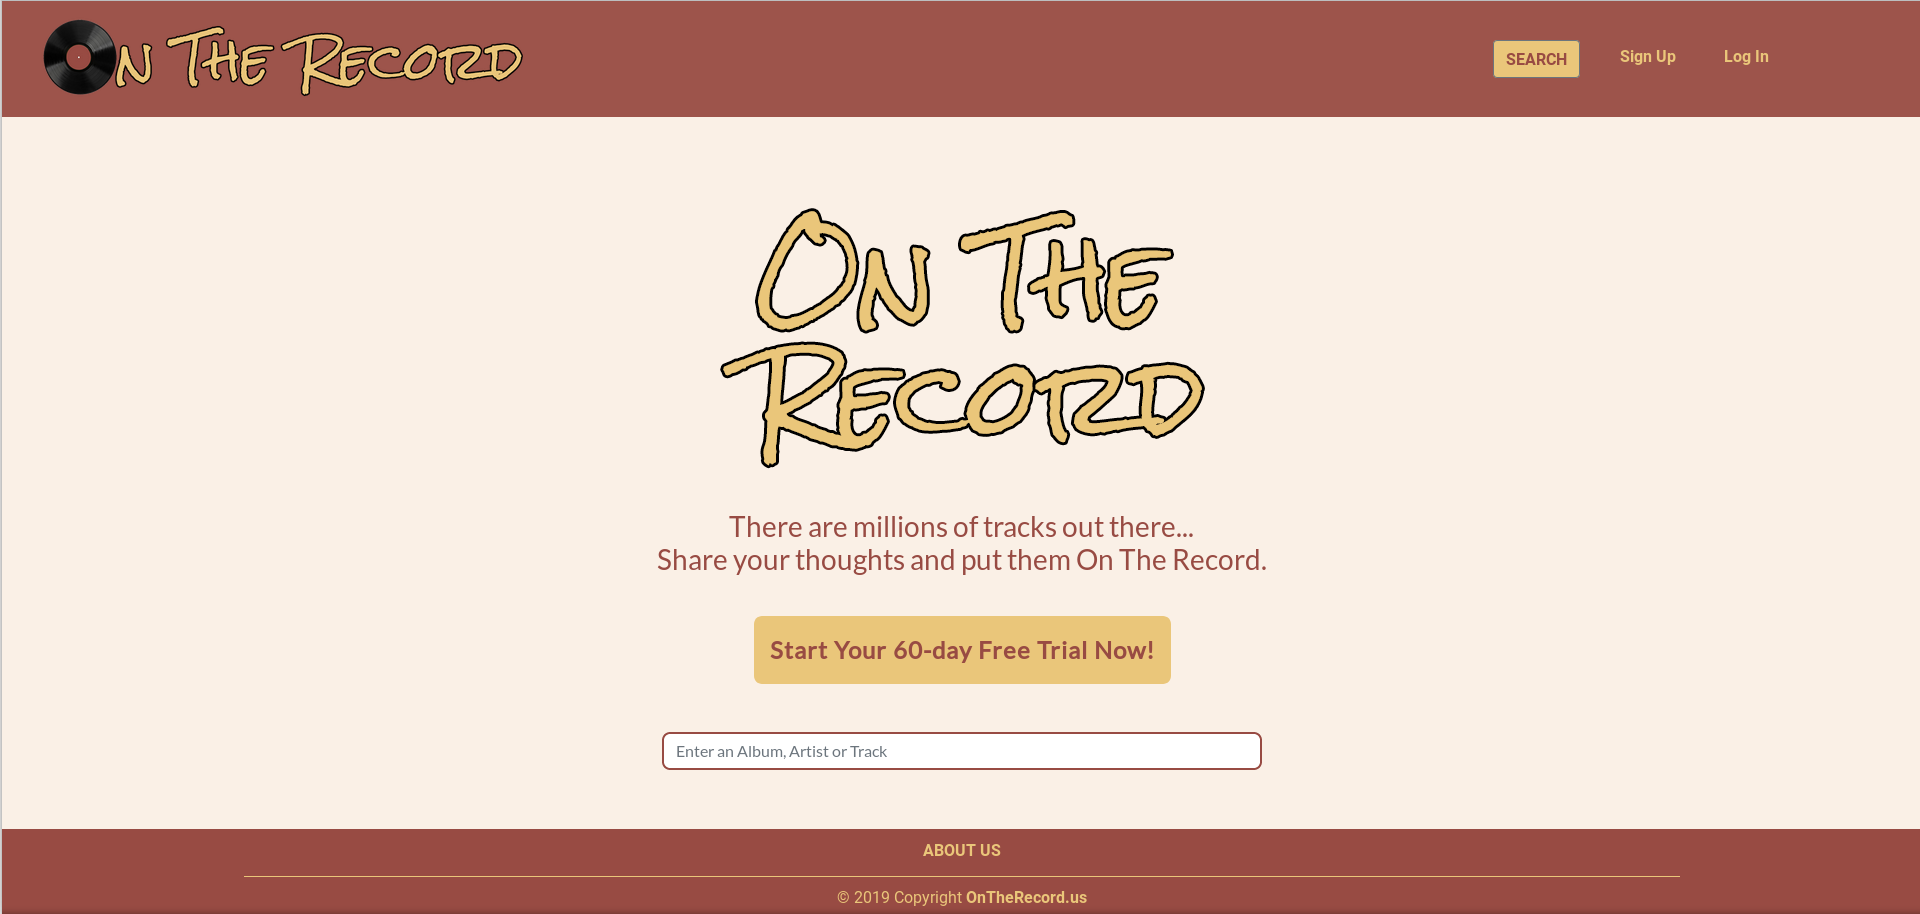 On The Record
SEARCH
Sign Up
Log In
On The
Record
There are millions of tracks out there...
Share your thoughts and put them On The Record.
Start Your 60-day Free Trial Now!
Enter an Album, Artist or Track
ABOUT US
© 2019 Copyright OnTheRecord.us